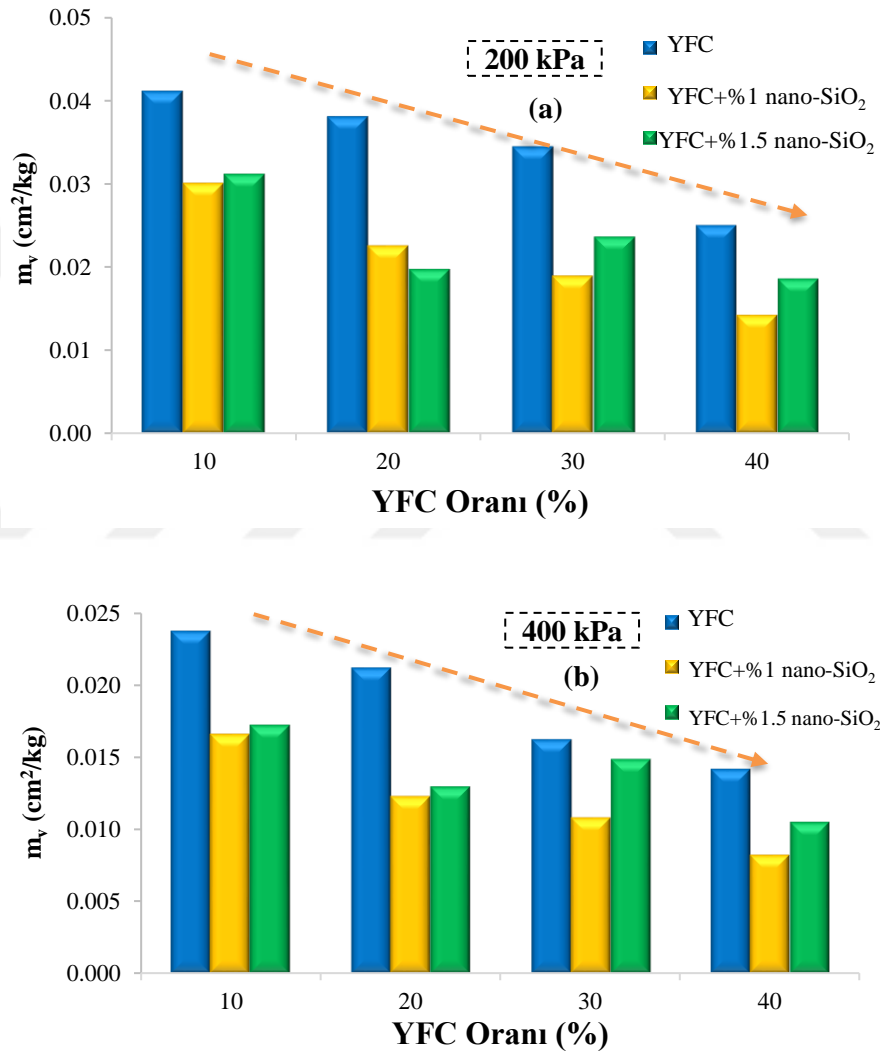 0.05
0.04
0.03
0.02
0.01
0.00
m_v (cm²/kg)
200 kPa
(a)
YFC
YFC+%1 nano-SiO₂
YFC+%1.5 nano-SiO₂
10 20 30 40
YFC Oranı (%)
0.025
0.020
0.015
0.010
0.005
0.000
m_v (cm²/kg)
400 kPa
(b)
YFC
YFC+%1 nano-SiO₂
YFC+%1.5 nano-SiO₂
10 20 30 40
YFC Oranı (%)